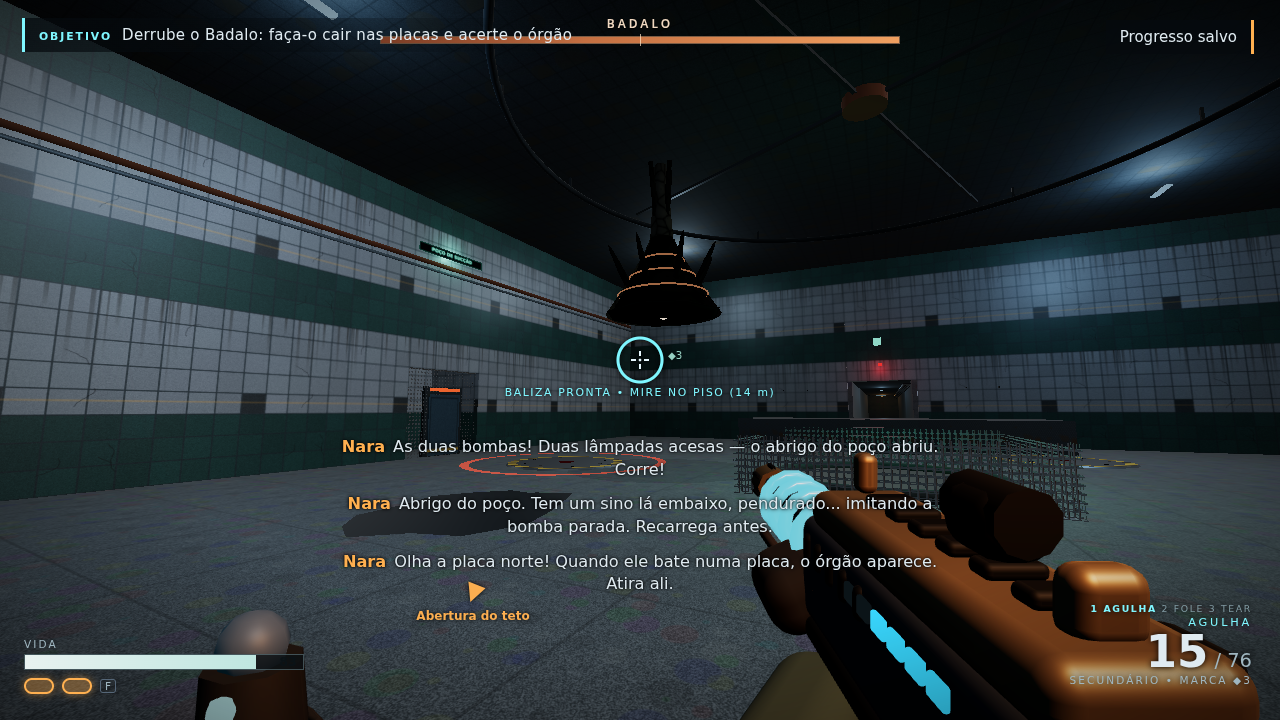 BADALO
OBJETIVO Derrube o Badalo: faça-o cair nas placas e acerte o órgão
Progresso salvo
POÇO DE SUCÇÃO
◆3
BALIZA PRONTA • MIRE NO PISO (14 m)
Nara As duas bombas! Duas lâmpadas acesas — o abrigo do poço abriu.
Corre!
Nara Abrigo do poço. Tem um sino lá embaixo, pendurado... imitando a
bomba parada. Recarrega antes.
Nara Olha a placa norte! Quando ele bate numa placa, o órgão aparece.
Atira ali.
Abertura do teto
VIDA
F
1 AGULHA 2 FOLE 3 TEAR
AGULHA
15 / 76
SECUNDÁRIO • MARCA ◆3